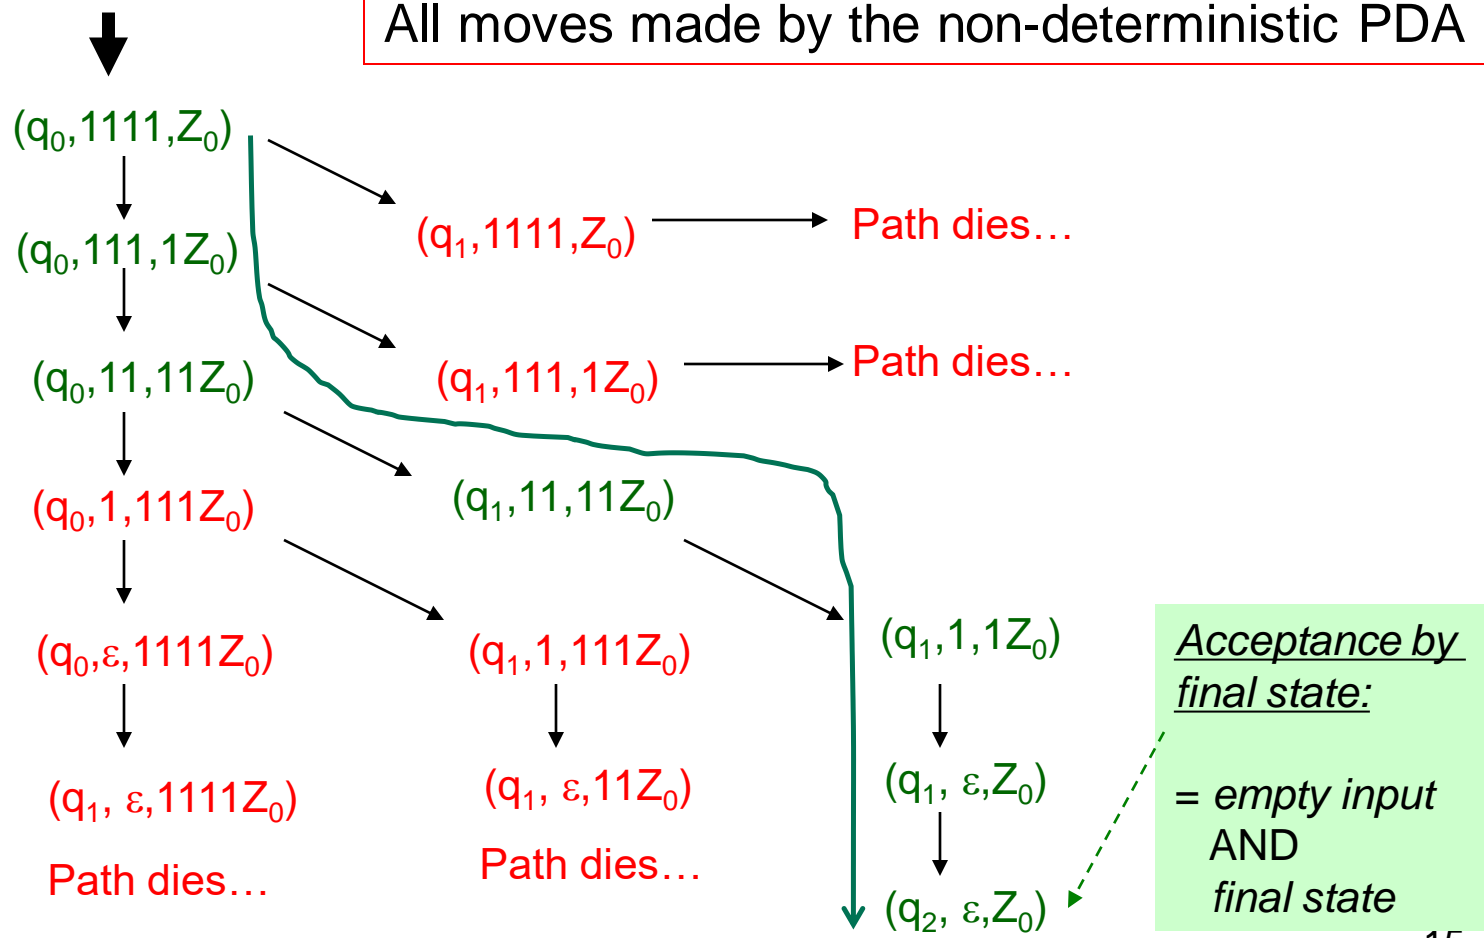 All moves made by the non-deterministic PDA
(q₀,1111,Z₀)
(q₁,1111,Z₀)
Path dies…
(q₀,111,1Z₀)
(q₁,111,1Z₀)
Path dies…
(q₀,11,11Z₀)
(q₁,11,11Z₀)
(q₀,1,111Z₀)
(q₁,1,1Z₀)
(q₀,ε,1111Z₀)
(q₁,1,111Z₀)
(q₁, ε,Z₀)
(q₁, ε,1111Z₀)
(q₁, ε,11Z₀)
Path dies…
Path dies…
(q₂, ε,Z₀)
Acceptance by
final state:
= empty input
AND
final state